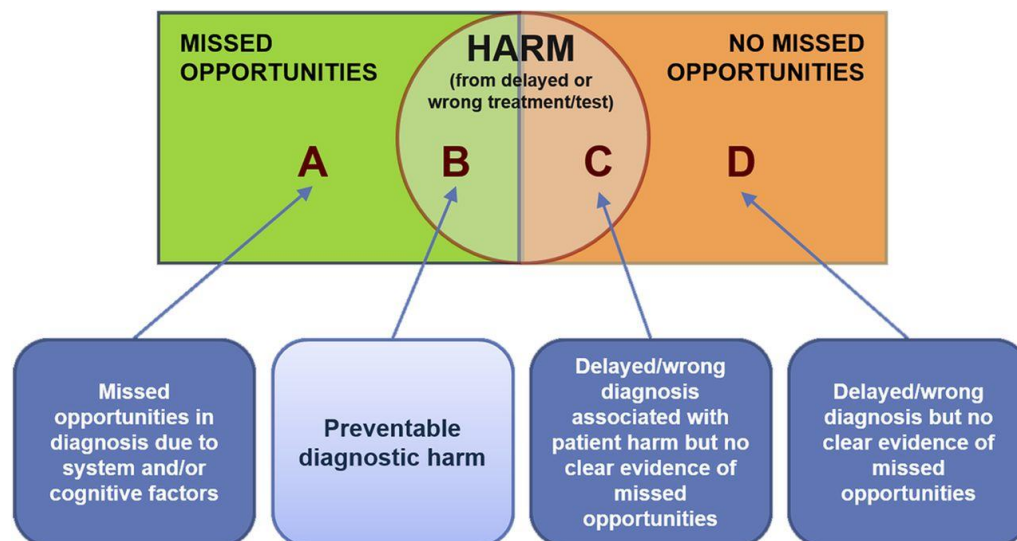 MISSED
OPPORTUNITIES
HARM
(from delayed or
wrong treatment/test)
NO MISSED
OPPORTUNITIES
A
B
C
D
Missed
opportunities in
diagnosis due to
system and/or
cognitive factors
Preventable
diagnostic harm
Delayed/wrong
diagnosis
associated with
patient harm but no
clear evidence of
missed
opportunities
Delayed/wrong
diagnosis but no
clear evidence of
missed
opportunities